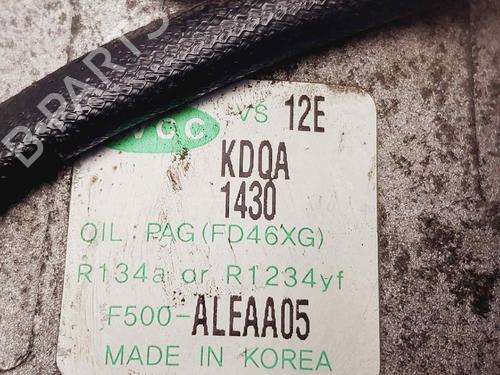 B-PARTS
VS 12E
KDQA
1430
OIL PAG(FD46XG)
R134a or R1234yf
F500-ALEAA05
MADE IN KOREA